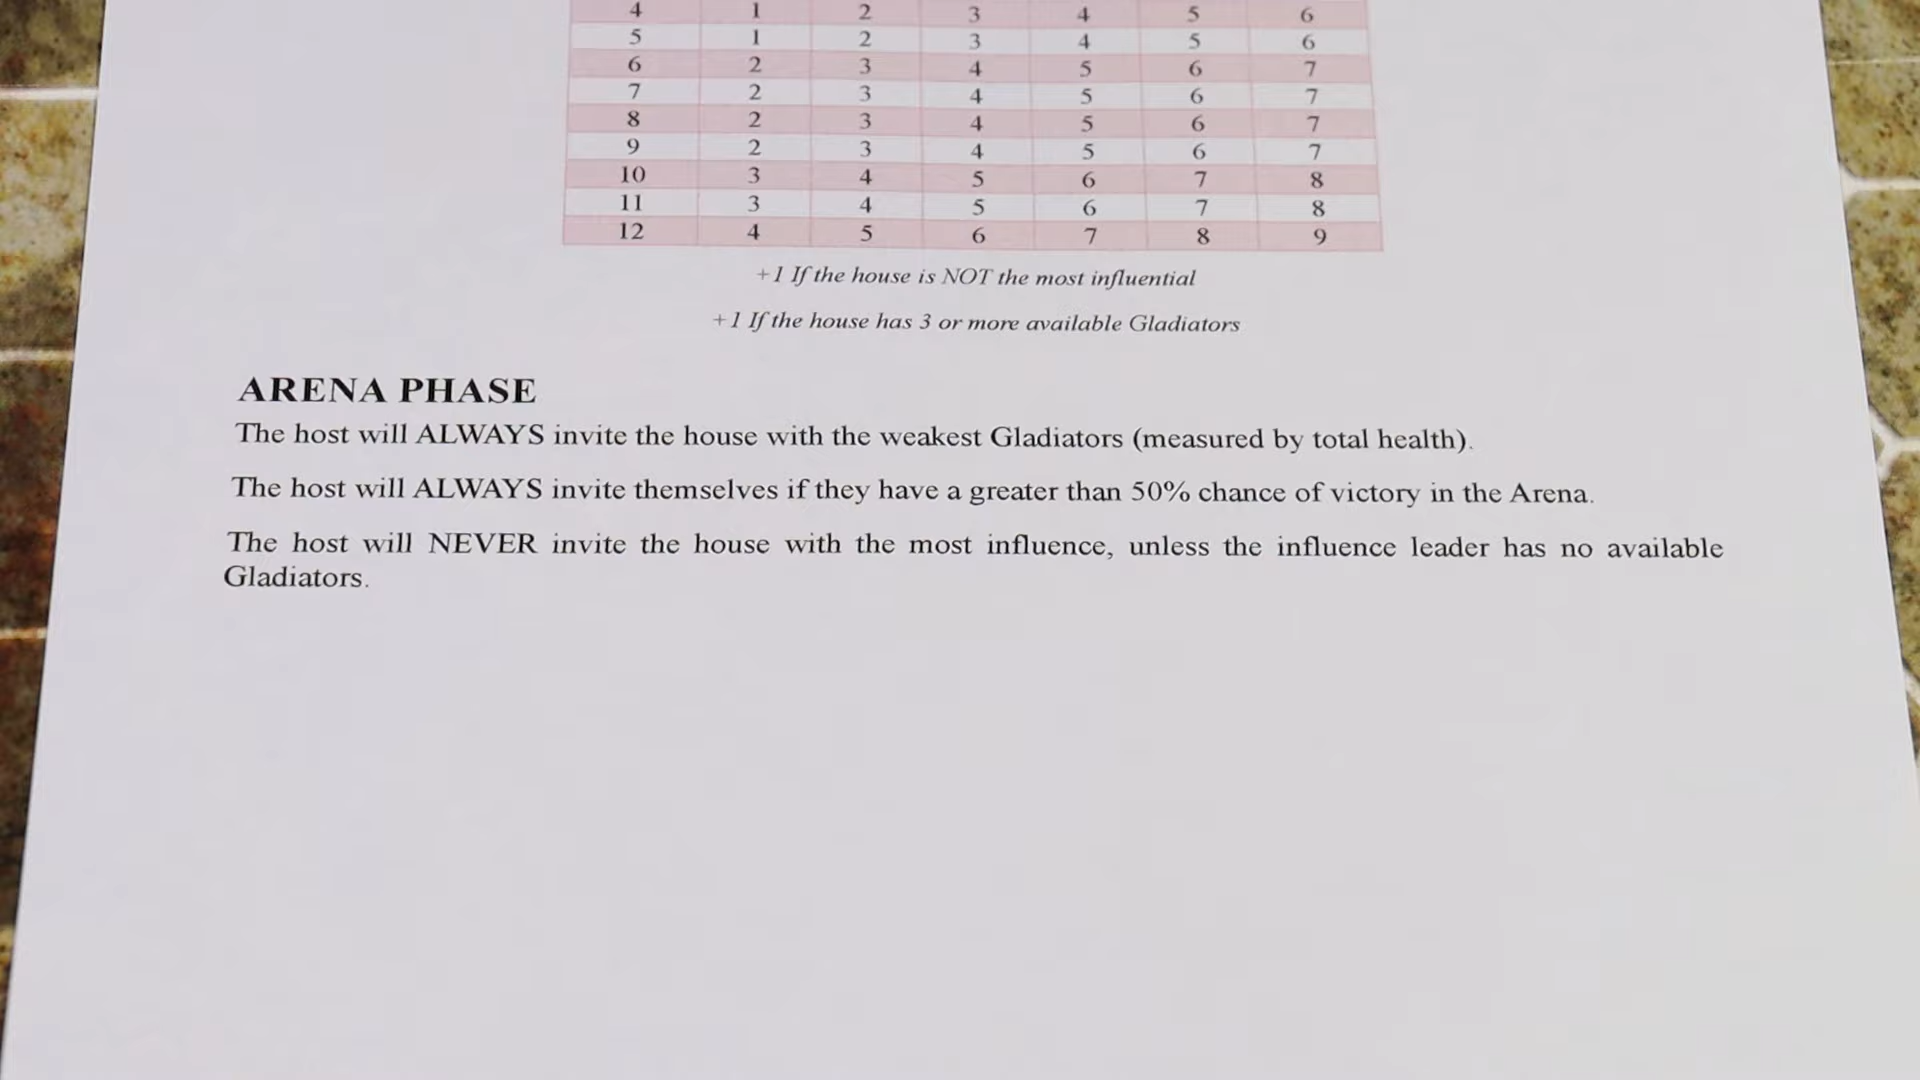 4 1 2 3 4 5 6
5 1 2 3 4 5 6
6 2 3 4 5 6 7
7 2 3 4 5 6 7
8 2 3 4 5 6 7
9 2 3 4 5 6 7
10 3 4 5 6 7 8
11 3 4 5 6 7 8
12 4 5 6 7 8 9
+1 If the house is NOT the most influential
+1 If the house has 3 or more available Gladiators
ARENA PHASE
The host will ALWAYS invite the house with the weakest Gladiators (measured by total health).
The host will ALWAYS invite themselves if they have a greater than 50% chance of victory in the Arena.
The host will NEVER invite the house with the most influence, unless the influence leader has no available
Gladiators.